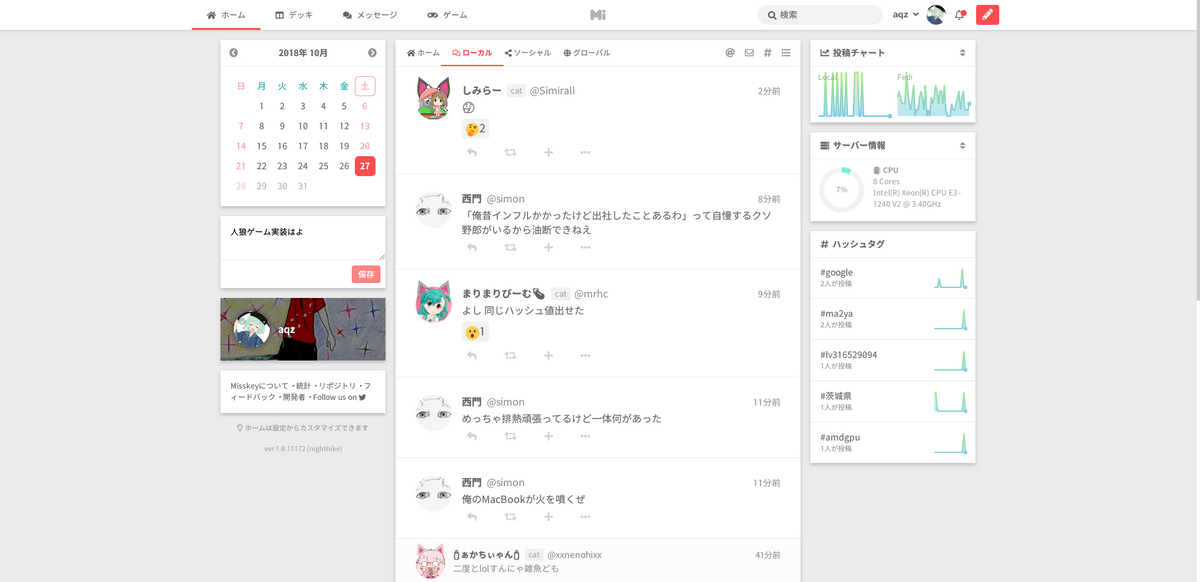 ホーム デッキ メッセージ ゲーム Mi 検索 aqz
2018年 10月
日 月 火 水 木 金 土
1 2 3 4 5 6
7 8 9 10 11 12 13
14 15 16 17 18 19 20
21 22 23 24 25 26 27
28 29 30 31
人狼ゲーム実装はよ
保存
aqz
Misskeyについて・統計・リポジトリ・フ
ィードバック・開発者・Follow us on
ホームは設定からカスタマイズできます
ver 1.8.11172 (nighthike)
ホーム ローカル ソーシャル グローバル
しみらー cat @Simirall 2分前
2
西門 @simon 8分前
「俺昔インフルかかったけど出社したことあるわ」って自慢するクソ
野郎がいるから油断できねえ
まりまりびーむ cat @mrhc 9分前
よし 同じハッシュ値出せた
1
西門 @simon 11分前
めっちゃ排熱頑張ってるけど一体何があった
西門 @simon 11分前
俺のMacBookが火を噴くぜ
ぁかちぃゃん cat @xxnenohixx 41分前
二度とlolすんにゃ雑魚ども
投稿チャート
Local Fedi
サーバー情報
7%
CPU
8 Cores
Intel(R) Xeon(R) CPU E3-
1240 V2 @ 3.40GHz
ハッシュタグ
#google
2人が投稿
#ma2ya
2人が投稿
#lv316529094
1人が投稿
#茨城県
1人が投稿
#amdgpu
1人が投稿